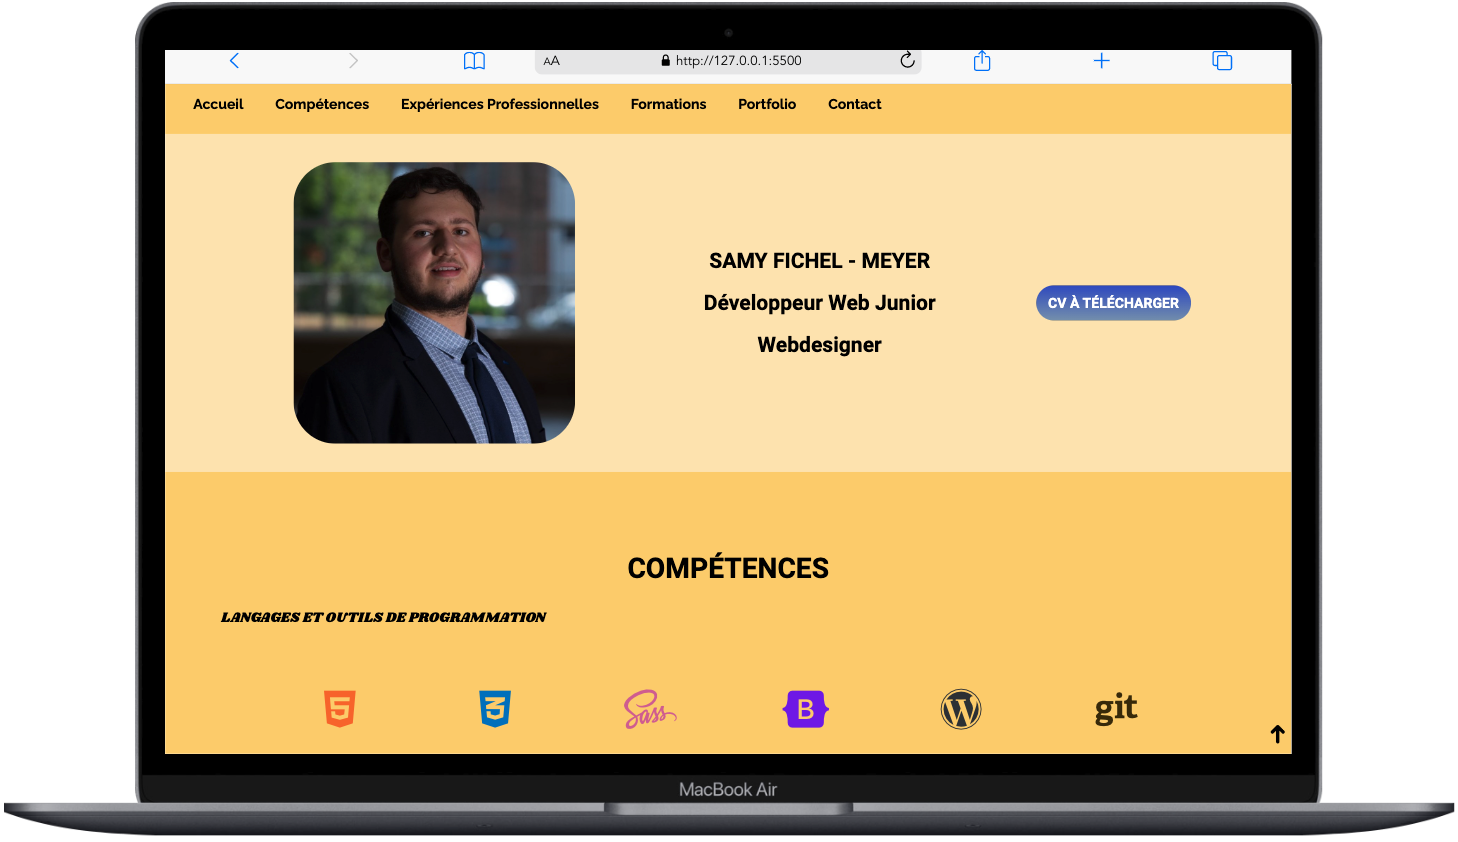 AA http://127.0.0.1:5500
Accueil Compétences Expériences Professionnelles Formations Portfolio Contact
SAMY FICHEL - MEYER
Développeur Web Junior
Webdesigner
CV À TÉLÉCHARGER
COMPÉTENCES
LANGAGES ET OUTILS DE PROGRAMMATION
5 3 Sass B W git
MacBook Air